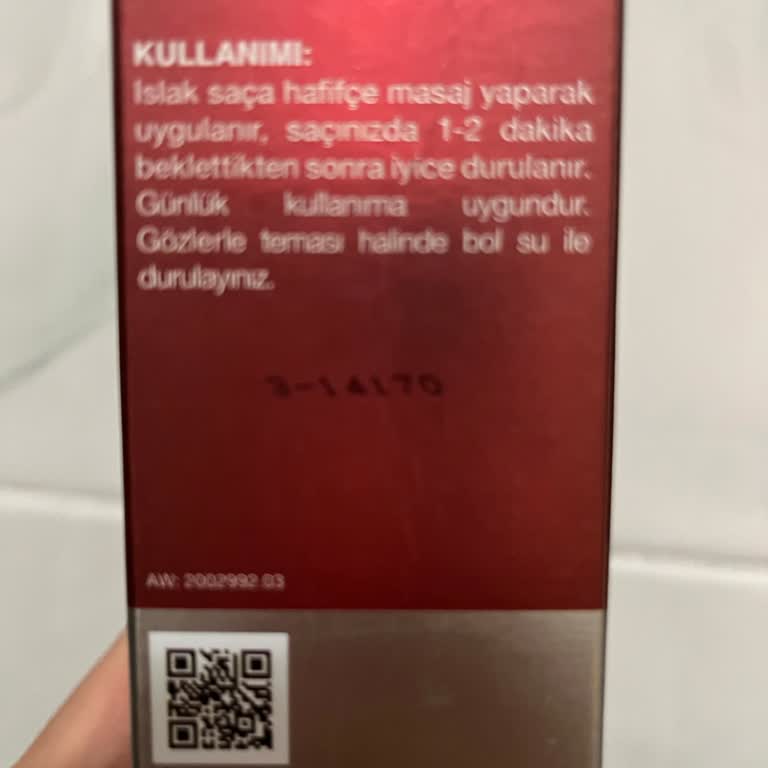 KULLANIMI:
Islak saça hafifçe masaj yaparak
uygulanır, saçınızda 1-2 dakika
beklettikten sonra iyice durulanır.
Günlük kullanıma uygundur.
Gözlerle teması halinde bol su ile
durulayınız.
3-14170
AW: 2002992.03